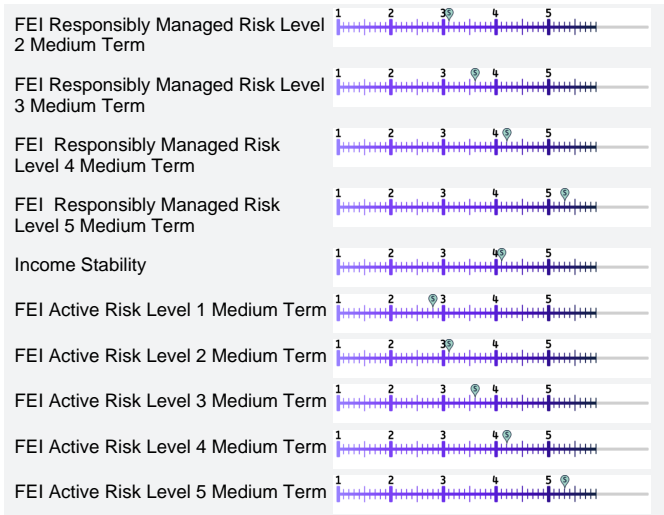 FEI Responsibly Managed Risk Level
2 Medium Term
1 2 3 S 4 5
FEI Responsibly Managed Risk Level
3 Medium Term
1 2 3 S 4 5
FEI Responsibly Managed Risk
Level 4 Medium Term
1 2 3 4 S 5
FEI Responsibly Managed Risk
Level 5 Medium Term
1 2 3 4 5 S
Income Stability
1 2 3 4 S 5
FEI Active Risk Level 1 Medium Term
1 2 S 3 4 5
FEI Active Risk Level 2 Medium Term
1 2 3 S 4 5
FEI Active Risk Level 3 Medium Term
1 2 3 S 4 5
FEI Active Risk Level 4 Medium Term
1 2 3 4 S 5
FEI Active Risk Level 5 Medium Term
1 2 3 4 5 S